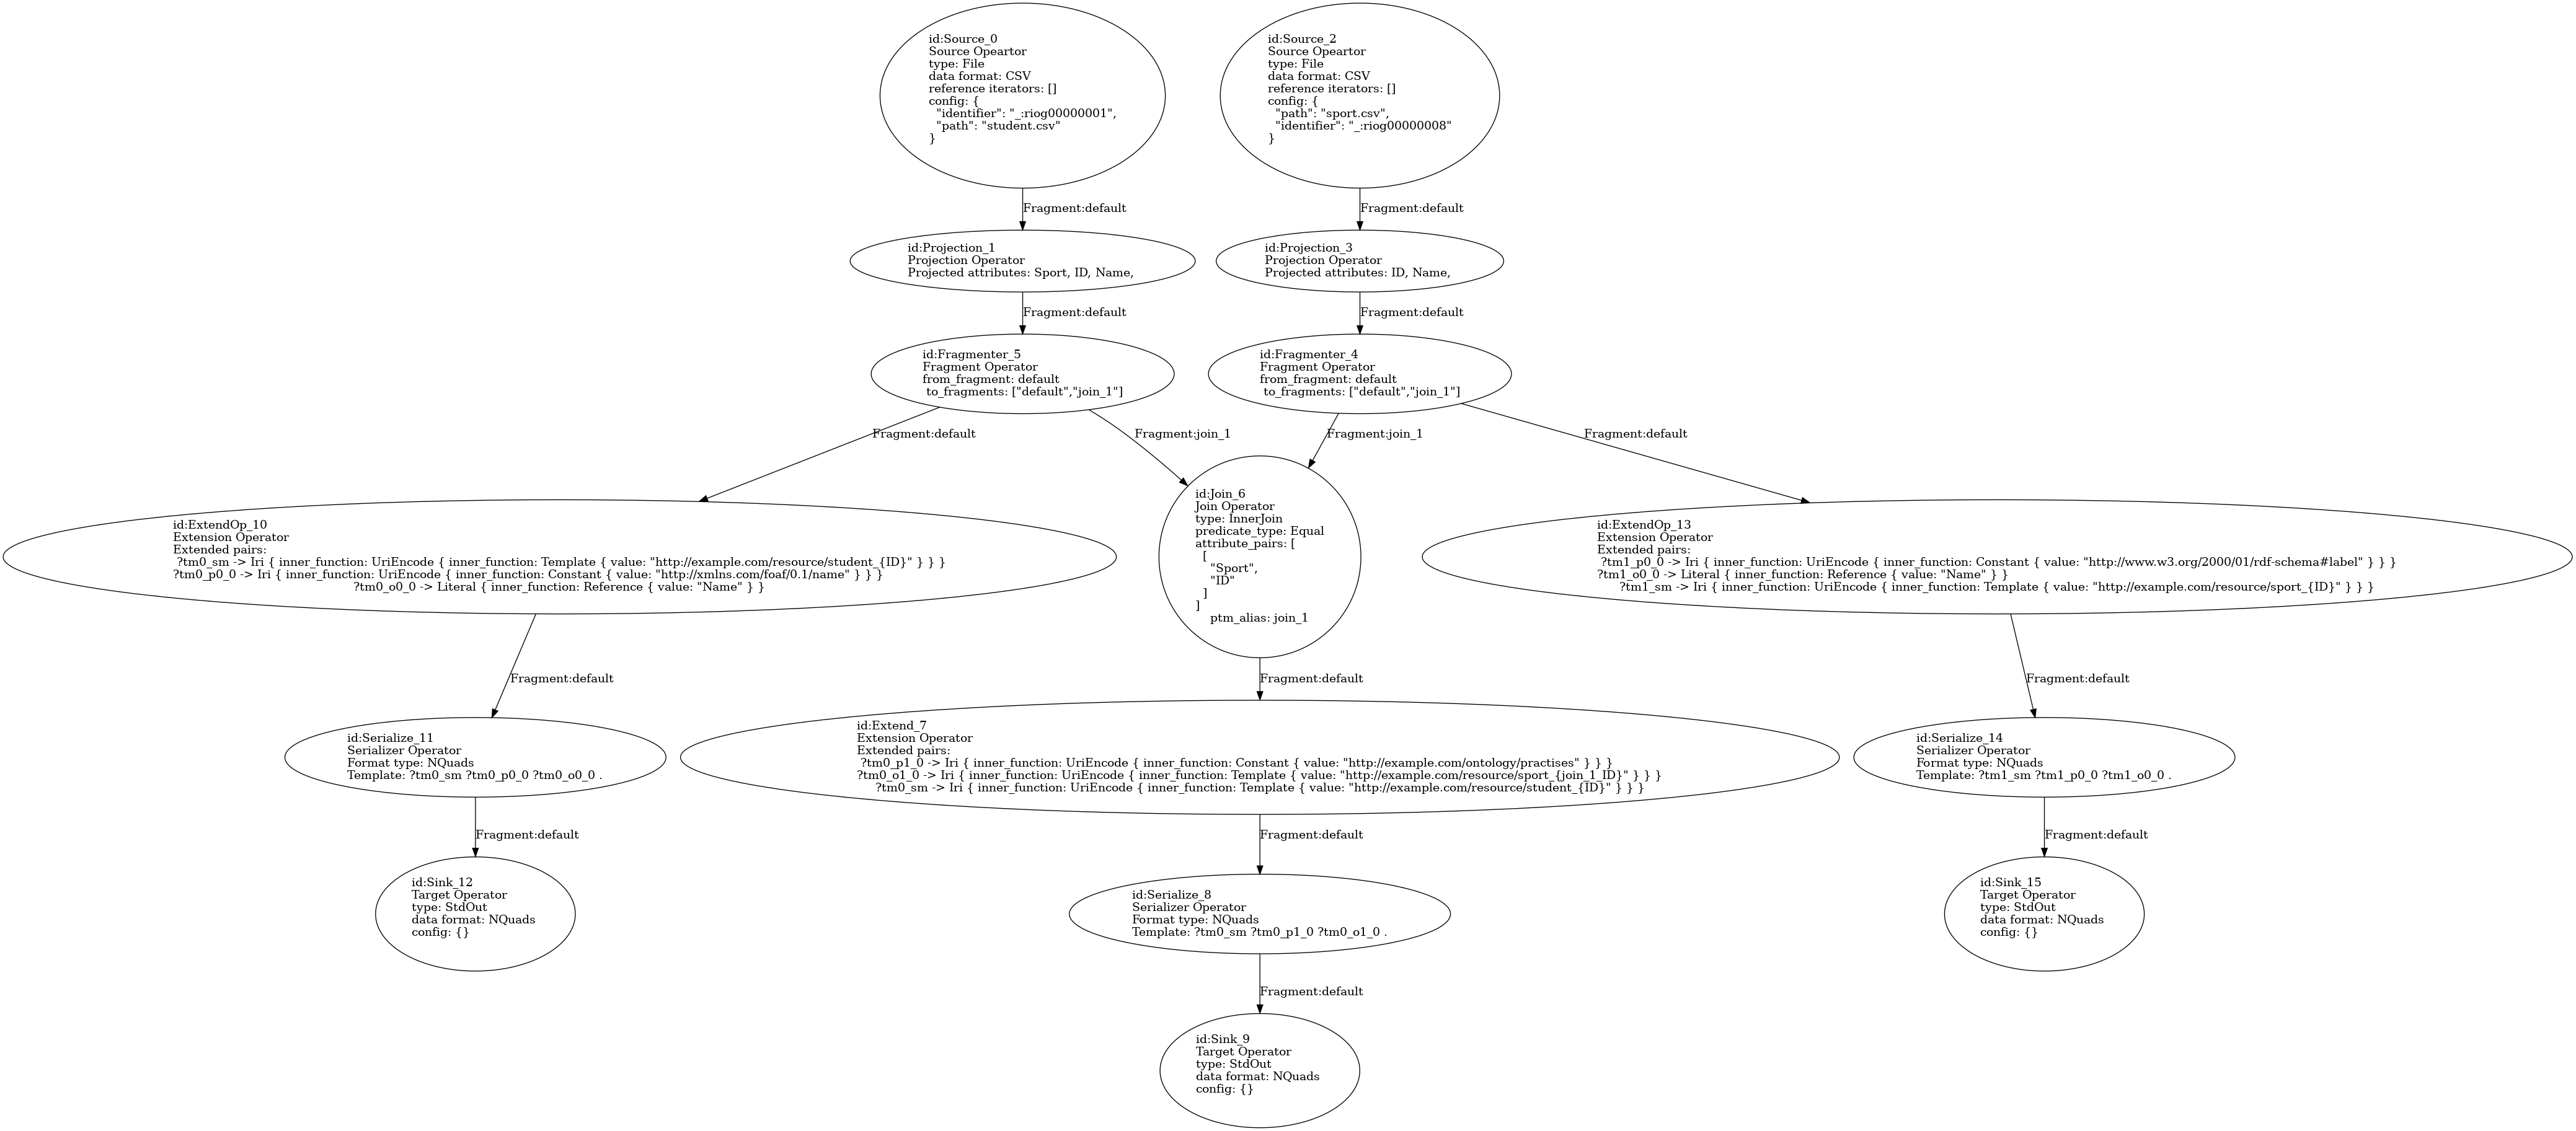 id:Source_0
Source Opeartor
type: File
data format: CSV
reference iterators: []
config: {
"identifier": "_:riog00000001",
"path": "student.csv"
}
id:Source_2
Source Opeartor
type: File
data format: CSV
reference iterators: []
config: {
"path": "sport.csv",
"identifier": "_:riog00000008"
}
Fragment:default
Fragment:default
id:Projection_1
Projection Operator
Projected attributes: Sport, ID, Name,
id:Projection_3
Projection Operator
Projected attributes: ID, Name,
Fragment:default
Fragment:default
id:Fragmenter_5
Fragment Operator
from_fragment: default
to_fragments: ["default","join_1"]
id:Fragmenter_4
Fragment Operator
from_fragment: default
to_fragments: ["default","join_1"]
Fragment:default
Fragment:join_1
Fragment:join_1
Fragment:default
id:ExtendOp_10
Extension Operator
Extended pairs:
?tm0_sm -> Iri { inner_function: UriEncode { inner_function: Template { value: "http://example.com/resource/student_{ID}" } } }
?tm0_p0_0 -> Iri { inner_function: UriEncode { inner_function: Constant { value: "http://xmlns.com/foaf/0.1/name" } } }
?tm0_o0_0 -> Literal { inner_function: Reference { value: "Name" } }
id:Join_6
Join Operator
type: InnerJoin
predicate_type: Equal
attribute_pairs: [
[
"Sport",
"ID"
]
]
ptm_alias: join_1
id:ExtendOp_13
Extension Operator
Extended pairs:
?tm1_p0_0 -> Iri { inner_function: UriEncode { inner_function: Constant { value: "http://www.w3.org/2000/01/rdf-schema#label" } } }
?tm1_o0_0 -> Literal { inner_function: Reference { value: "Name" } }
?tm1_sm -> Iri { inner_function: UriEncode { inner_function: Template { value: "http://example.com/resource/sport_{ID}" } } }
Fragment:default
Fragment:default
Fragment:default
id:Serialize_11
Serializer Operator
Format type: NQuads
Template: ?tm0_sm ?tm0_p0_0 ?tm0_o0_0 .
id:Extend_7
Extension Operator
Extended pairs:
?tm0_p1_0 -> Iri { inner_function: UriEncode { inner_function: Constant { value: "http://example.com/ontology/practises" } } }
?tm0_o1_0 -> Iri { inner_function: UriEncode { inner_function: Template { value: "http://example.com/resource/sport_{join_1_ID}" } } }
?tm0_sm -> Iri { inner_function: UriEncode { inner_function: Template { value: "http://example.com/resource/student_{ID}" } } }
id:Serialize_14
Serializer Operator
Format type: NQuads
Template: ?tm1_sm ?tm1_p0_0 ?tm1_o0_0 .
Fragment:default
Fragment:default
Fragment:default
id:Sink_12
Target Operator
type: StdOut
data format: NQuads
config: {}
id:Serialize_8
Serializer Operator
Format type: NQuads
Template: ?tm0_sm ?tm0_p1_0 ?tm0_o1_0 .
id:Sink_15
Target Operator
type: StdOut
data format: NQuads
config: {}
Fragment:default
id:Sink_9
Target Operator
type: StdOut
data format: NQuads
config: {}